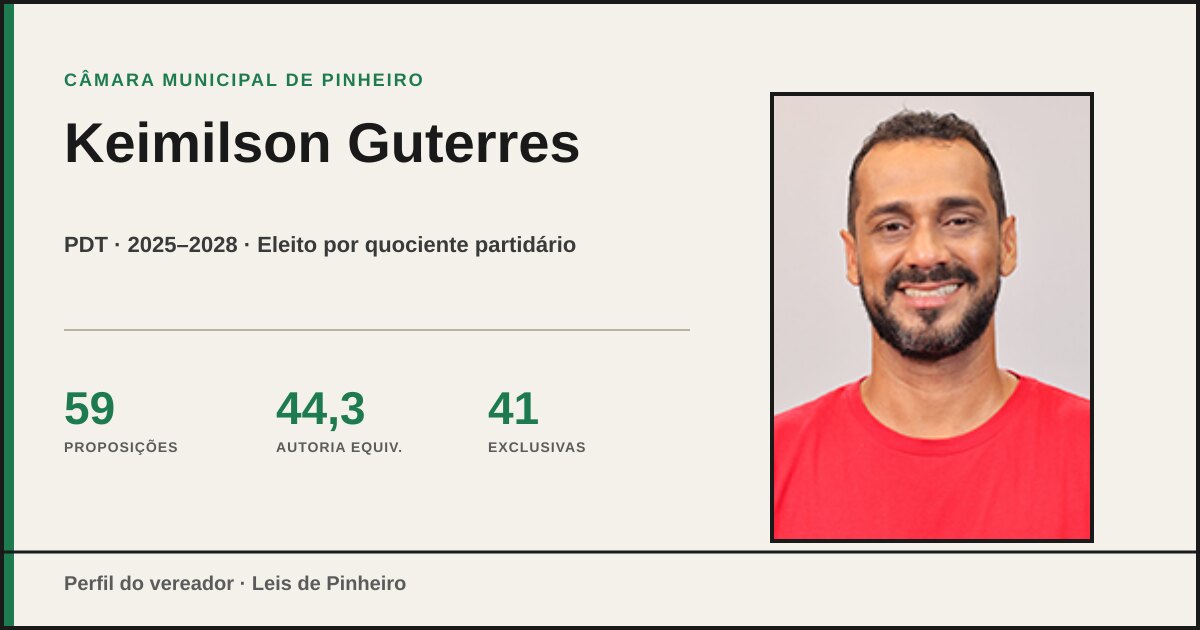 CÂMARA MUNICIPAL DE PINHEIRO
Keimilson Guterres
PDT · 2025–2028 · Eleito por quociente partidário
59
PROPOSIÇÕES
44,3
AUTORIA EQUIV.
41
EXCLUSIVAS
Perfil do vereador · Leis de Pinheiro